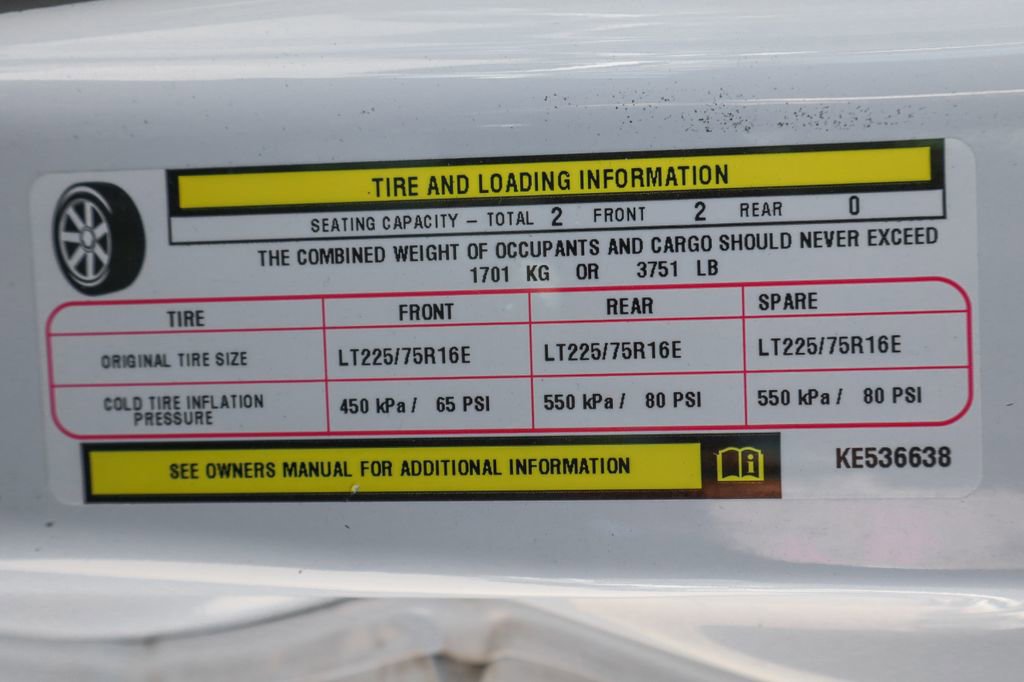 TIRE AND LOADING INFORMATION
SEATING CAPACITY – TOTAL 2 FRONT 2 REAR 0
THE COMBINED WEIGHT OF OCCUPANTS AND CARGO SHOULD NEVER EXCEED
1701 KG OR 3751 LB
TIRE FRONT REAR SPARE
ORIGINAL TIRE SIZE LT225/75R16E LT225/75R16E LT225/75R16E
COLD TIRE INFLATION
PRESSURE 450 kPa / 65 PSI 550 kPa / 80 PSI 550 kPa / 80 PSI
SEE OWNERS MANUAL FOR ADDITIONAL INFORMATION i
KE536638